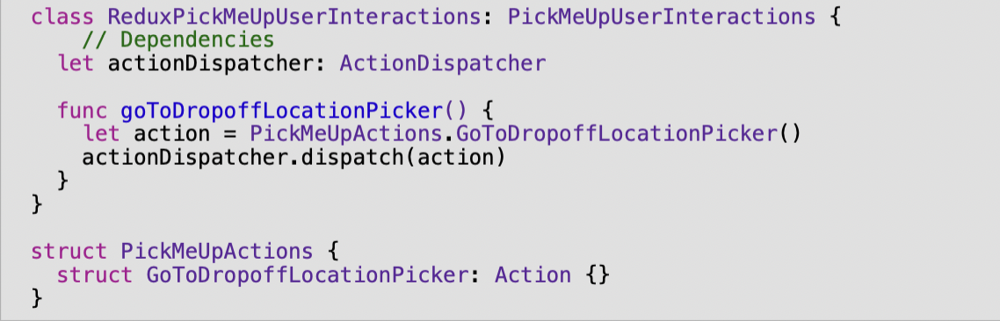 class ReduxPickMeUpUserInteractions: PickMeUpUserInteractions {
    // Dependencies
  let actionDispatcher: ActionDispatcher

  func goToDropoffLocationPicker() {
    let action = PickMeUpActions.GoToDropoffLocationPicker()
    actionDispatcher.dispatch(action)
  }
}

struct PickMeUpActions {
  struct GoToDropoffLocationPicker: Action {}
}